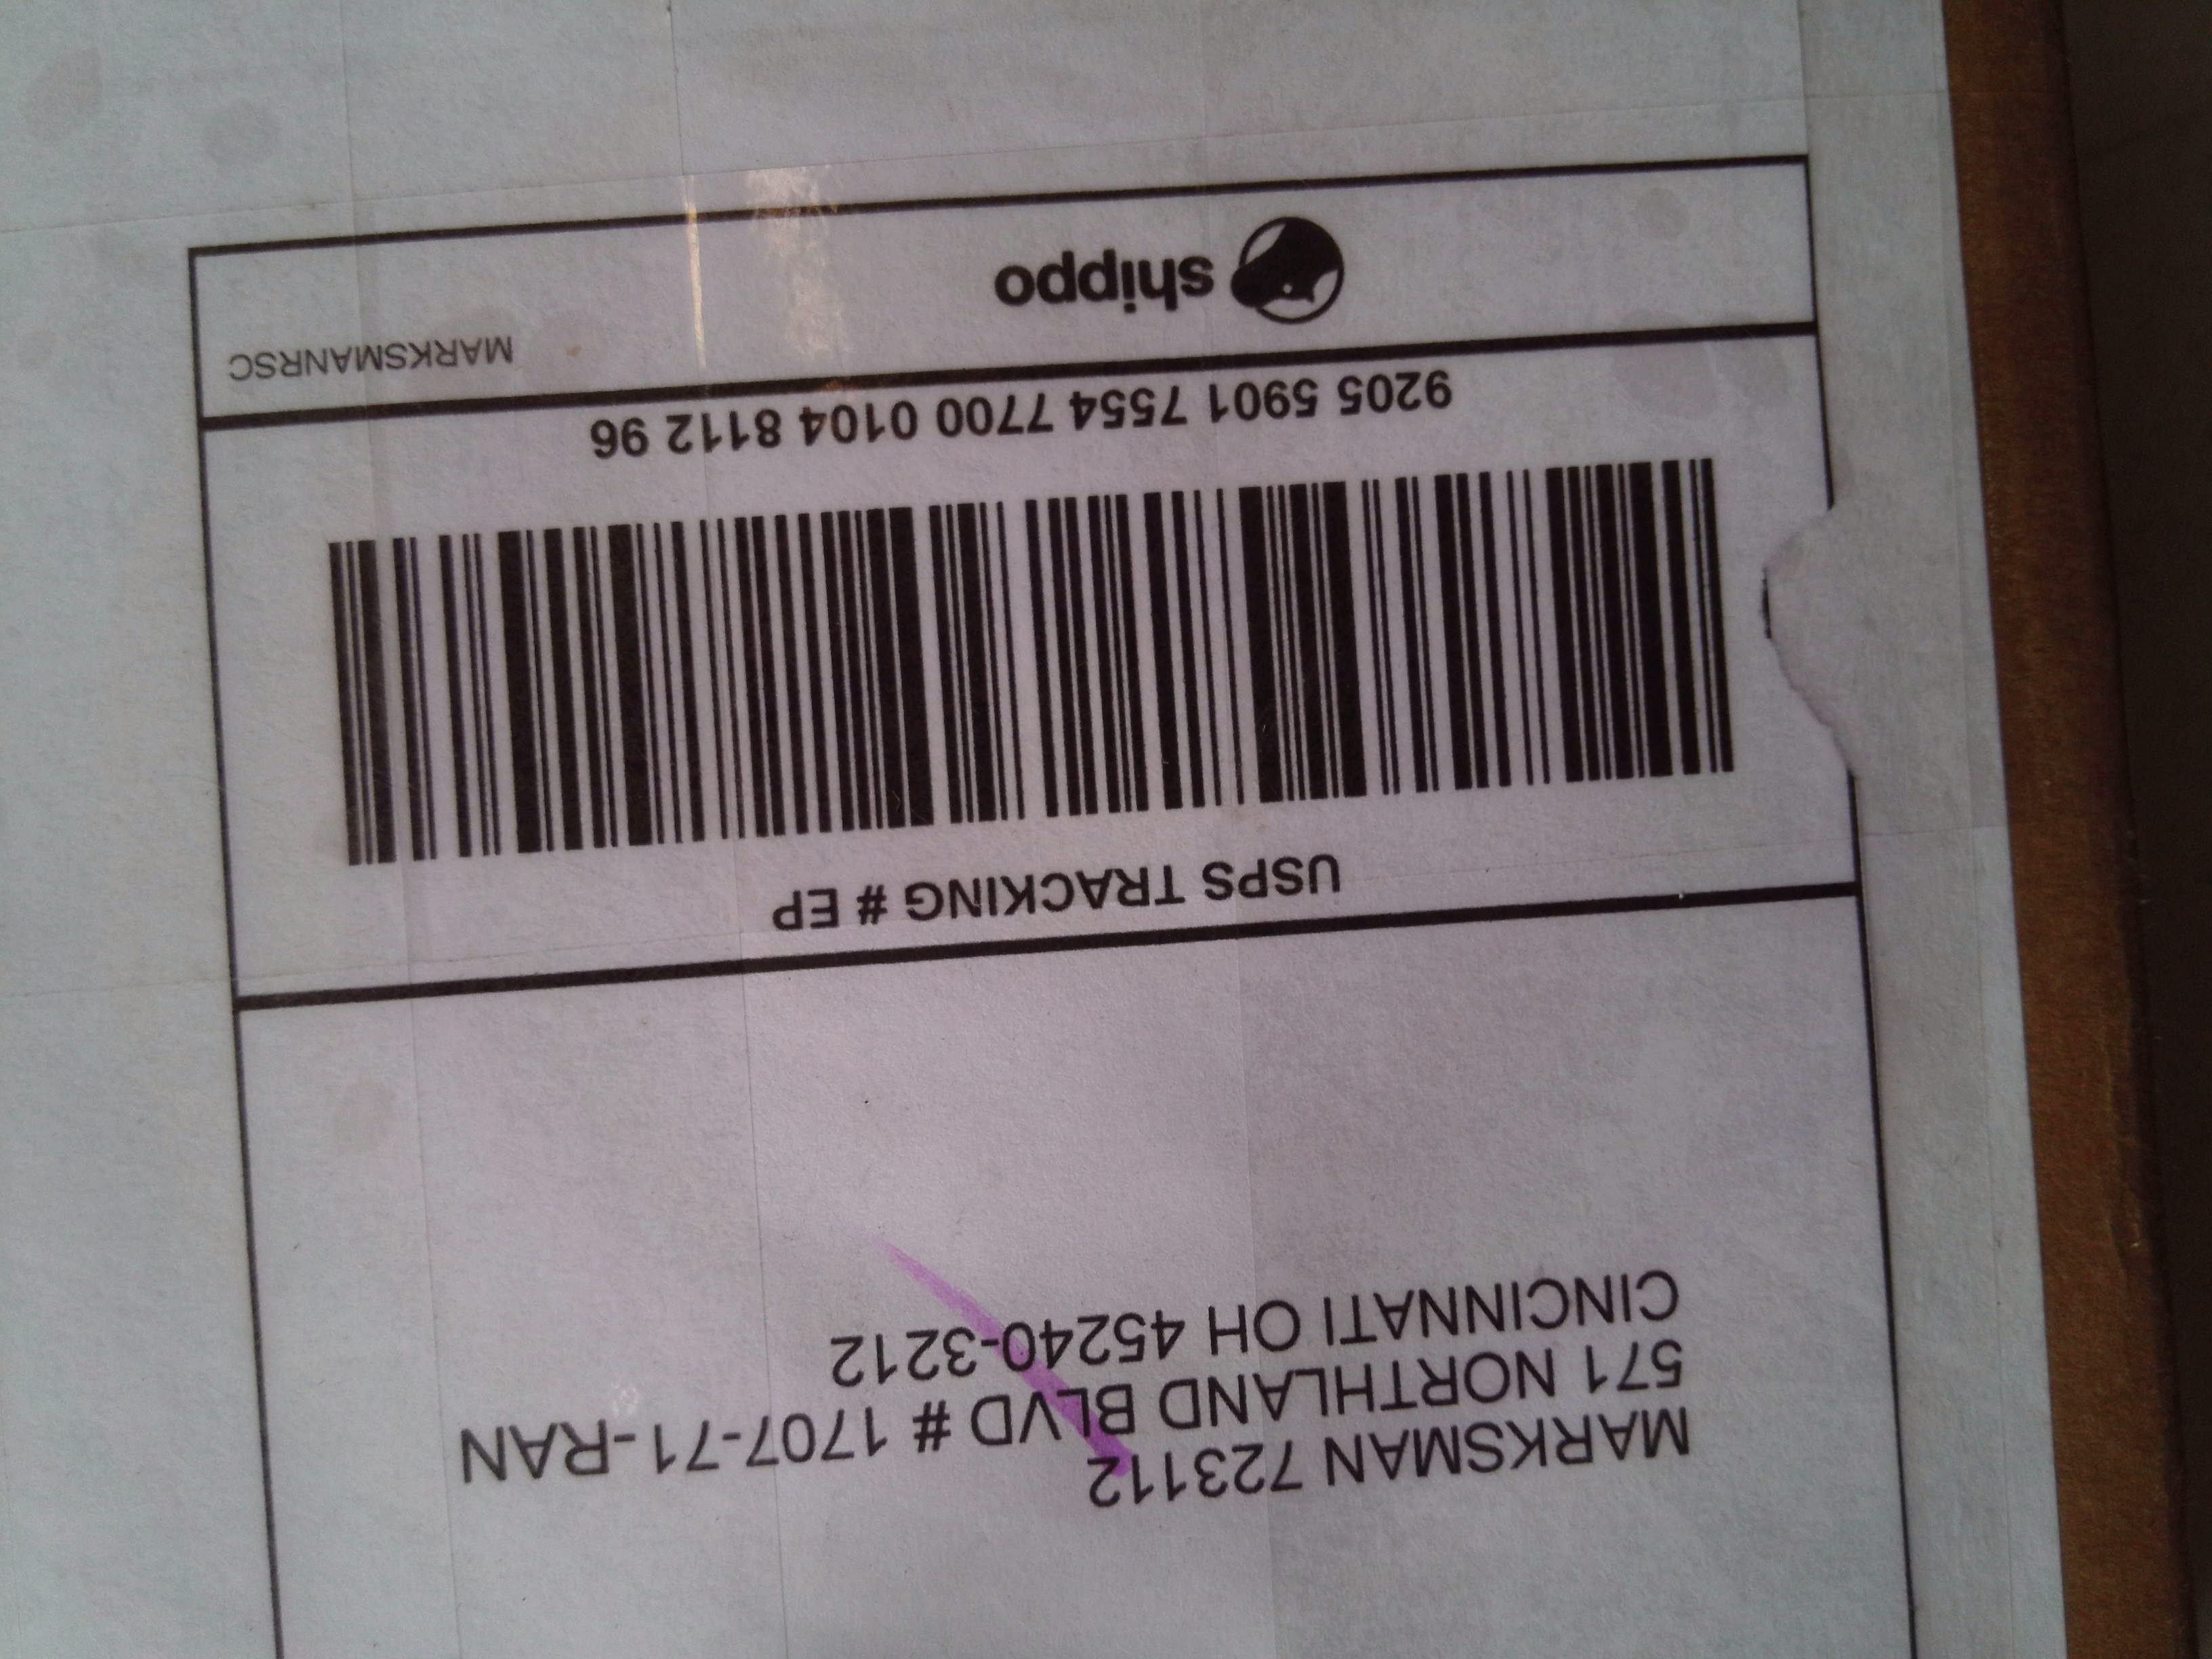 MARKSMAN 723112
571 NORTHLAND BLVD # 1707-71-RAN
CINCINNATI OH 45240-3212
USPS TRACKING # EP
9205 5901 7554 7700 0104 8112 96
shippo
MARKSMANRSC